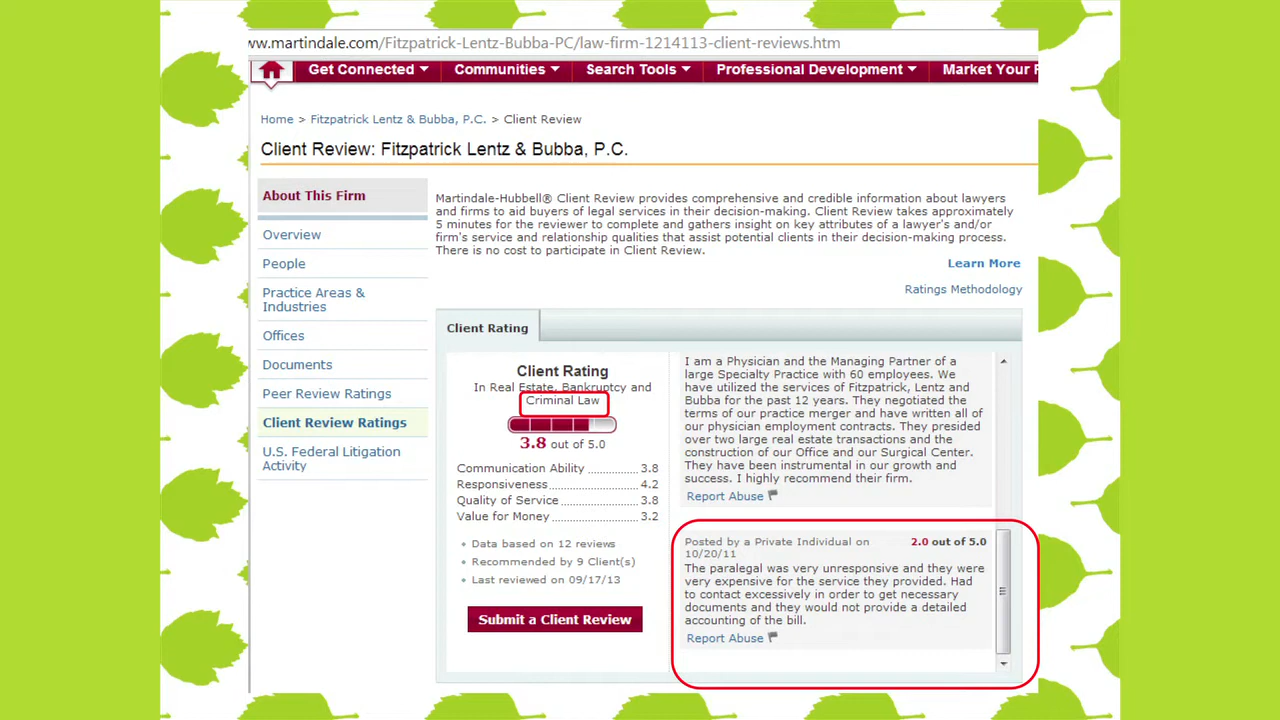 ww.martindale.com/Fitzpatrick-Lentz-Bubba-PC/law-firm-1214113-client-reviews.htm
Get Connected Communities Search Tools Professional Development Market Your
Home > Fitzpatrick Lentz & Bubba, P.C. > Client Review
Client Review: Fitzpatrick Lentz & Bubba, P.C.
About This Firm
Overview
People
Practice Areas &
Industries
Offices
Documents
Peer Review Ratings
Client Review Ratings
U.S. Federal Litigation
Activity
Martindale-Hubbell® Client Review provides comprehensive and credible information about lawyers
and firms to aid buyers of legal services in their decision-making. Client Review takes approximately
5 minutes for the reviewer to complete and gathers insight on key attributes of a lawyer's and/or
firm's service and relationship qualities that assist potential clients in their decision-making process.
There is no cost to participate in Client Review.
Learn More
Ratings Methodology
Client Rating
Client Rating
In Real Estate, Bankruptcy and
Criminal Law
3.8 out of 5.0
Communication Ability 3.8
Responsiveness 4.2
Quality of Service 3.8
Value for Money 3.2
• Data based on 12 reviews
• Recommended by 9 Client(s)
• Last reviewed on 09/17/13
Submit a Client Review
I am a Physician and the Managing Partner of a
large Specialty Practice with 60 employees. We
have utilized the services of Fitzpatrick, Lentz and
Bubba for the past 12 years. They negotiated the
terms of our practice merger and have written all of
our physician employment contracts. They presided
over two large real estate transactions and the
construction of our Office and our Surgical Center.
They have been instrumental in our growth and
success. I highly recommend their firm.
Report Abuse
Posted by a Private Individual on 2.0 out of 5.0
10/20/11
The paralegal was very unresponsive and they were
very expensive for the service they provided. Had
to contact excessively in order to get necessary
documents and they would not provide a detailed
accounting of the bill.
Report Abuse